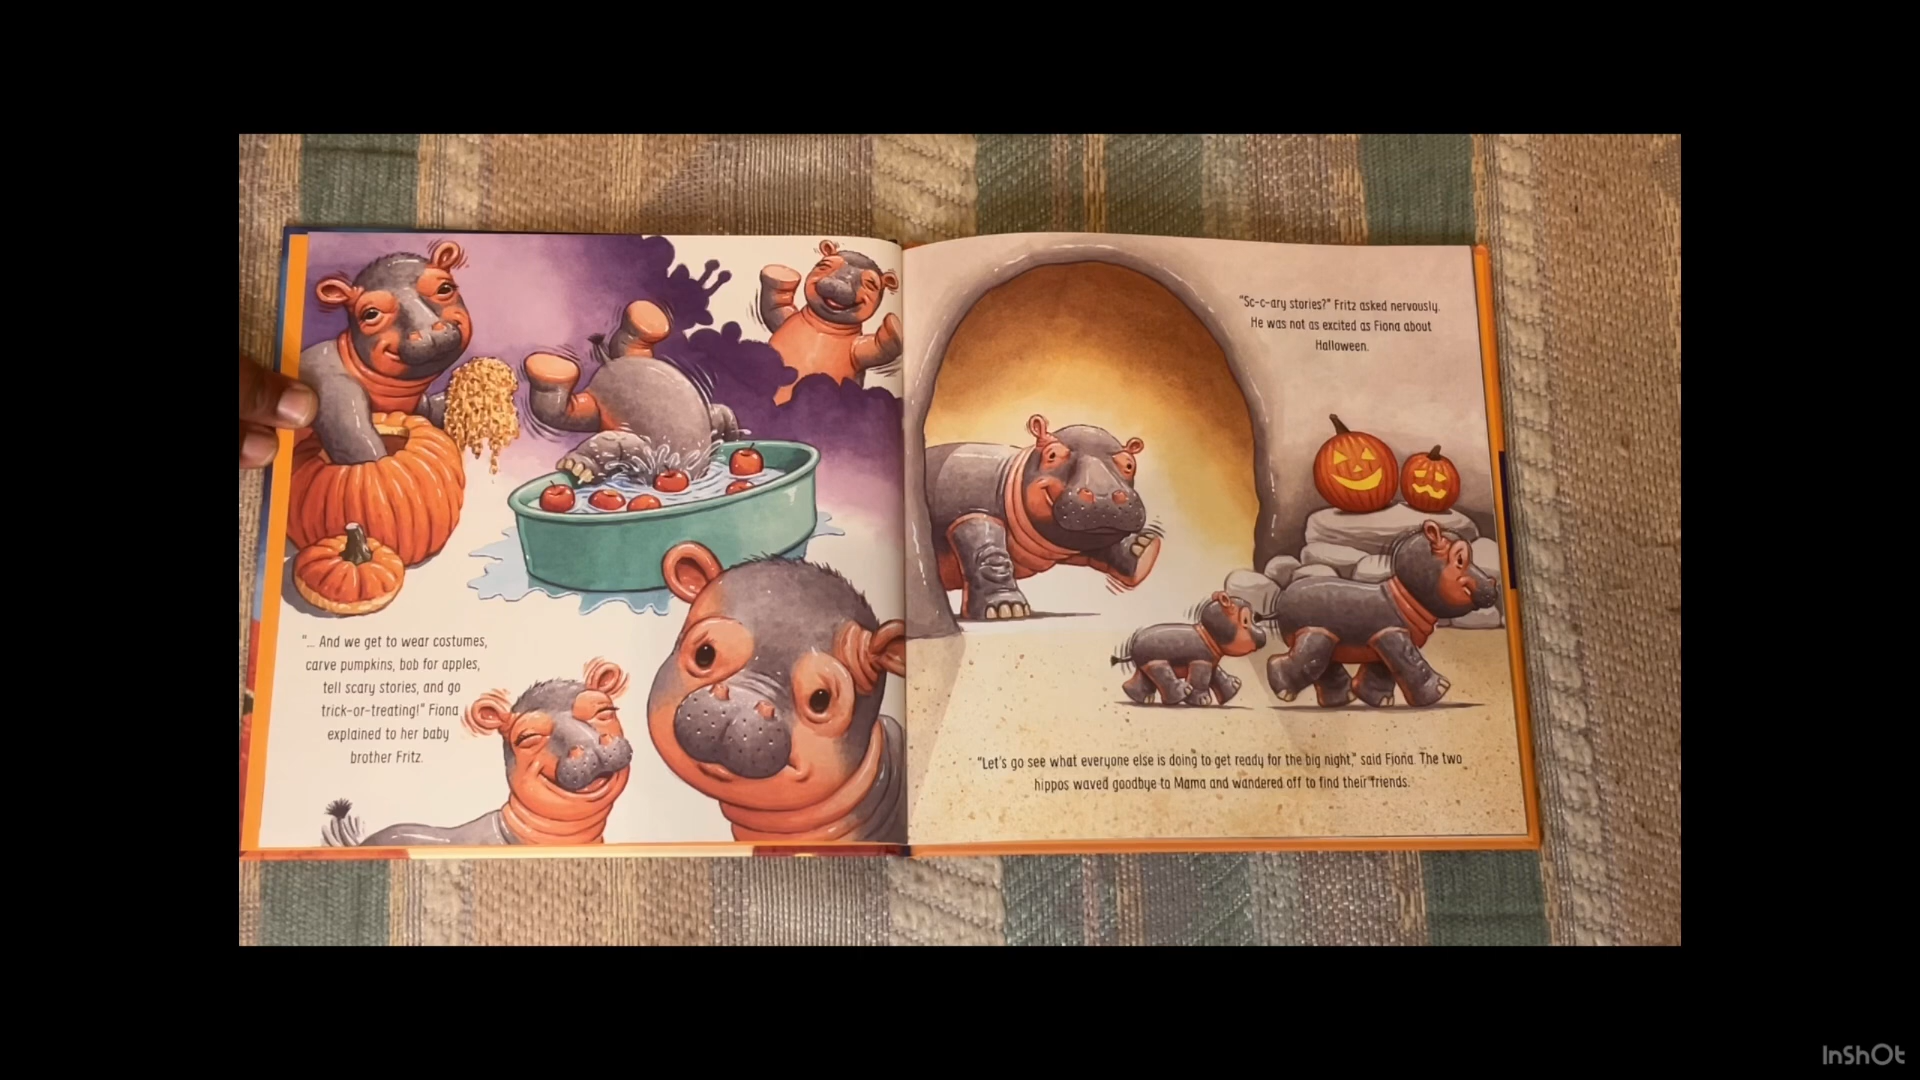 "... And we get to wear costumes,
carve pumpkins, bob for apples,
tell scary stories, and go
trick-or-treating!" Fiona
explained to her baby
brother Fritz.
"Sc-c-ary stories?" Fritz asked nervously.
He was not as excited as Fiona about
Halloween.
"Let's go see what everyone else is doing to get ready for the big night," said Fiona. The two
hippos waved goodbye to Mama and wandered off to find their friends.
InShOt